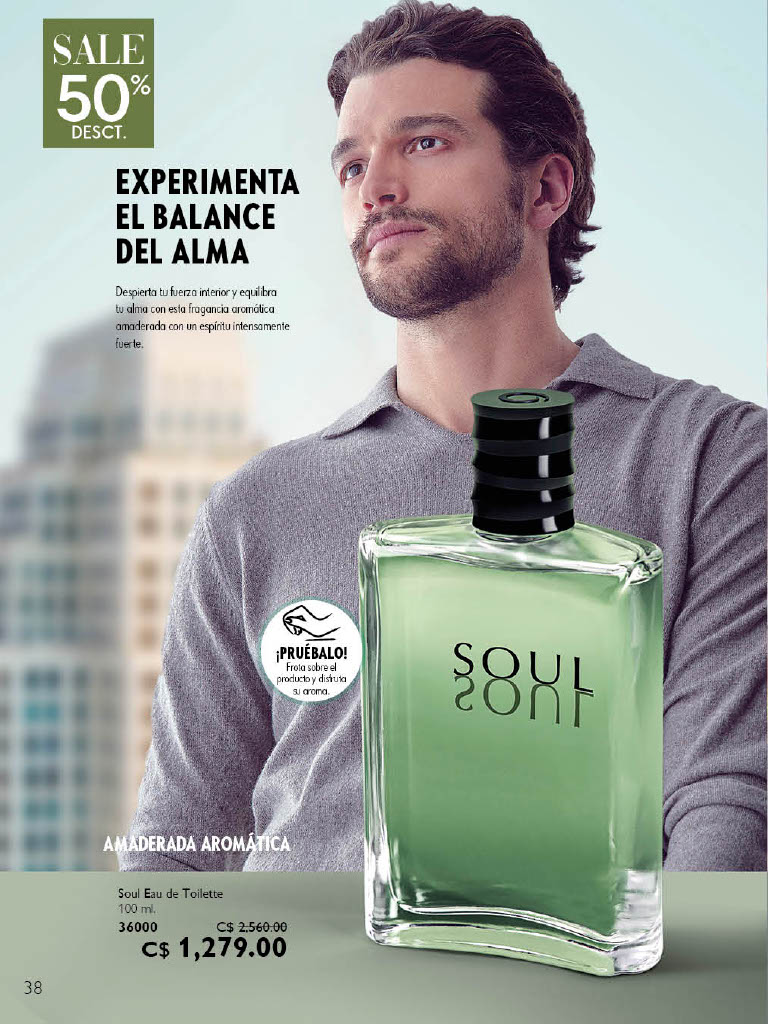 SALE
50%
DESCT.
EXPERIMENTA
EL BALANCE
DEL ALMA
Despierta tu fuerza interior y equilibra
tu alma con esta fragancia aromática
amaderada con un espíritu intensamente
fuerte.
SOUL
SOUL
¡PRUÉBALO!
Frota sobre el
producto y disfruta
su aroma.
AMADERADA AROMÁTICA
Soul Eau de Toilette
100 ml.
36000 C$ 2,560.00
C$ 1,279.00
38